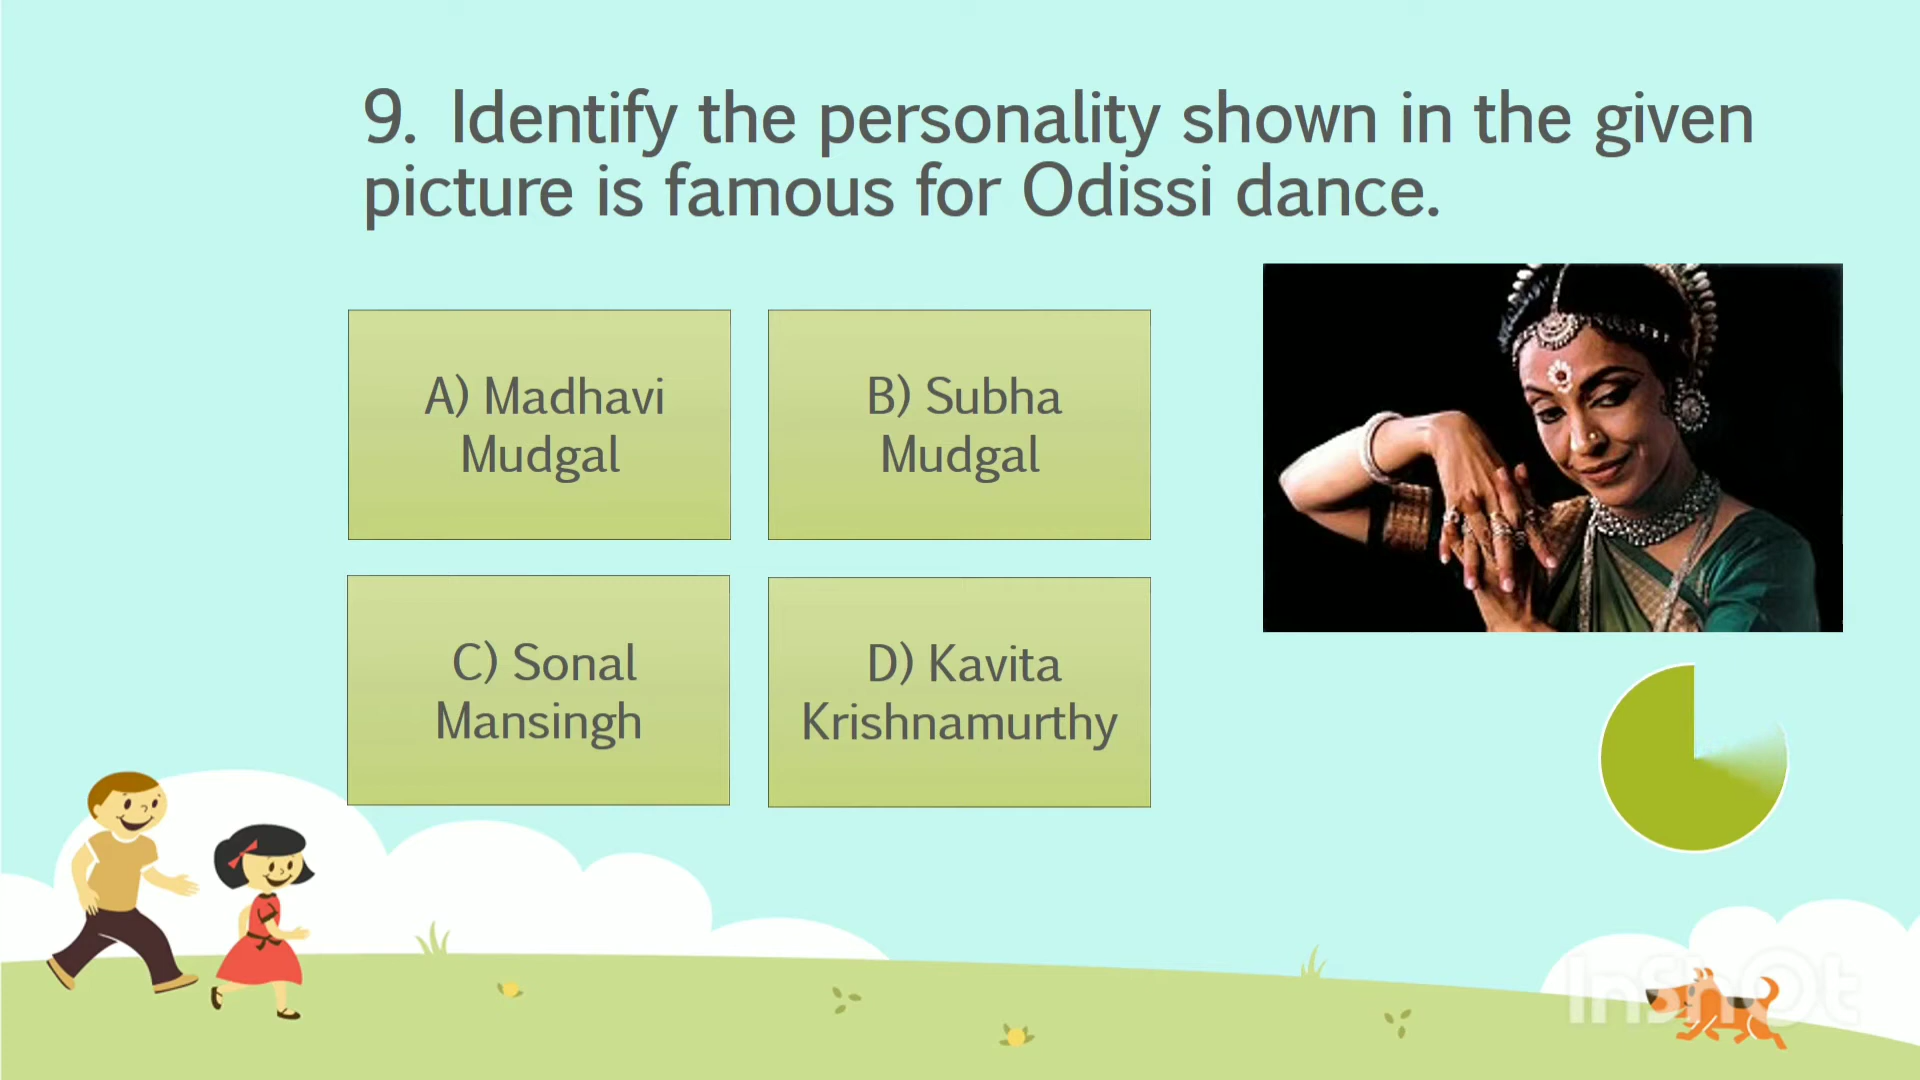 9. Identify the personality shown in the given
picture is famous for Odissi dance.
A) Madhavi
Mudgal
B) Subha
Mudgal
C) Sonal
Mansingh
D) Kavita
Krishnamurthy
InShOt